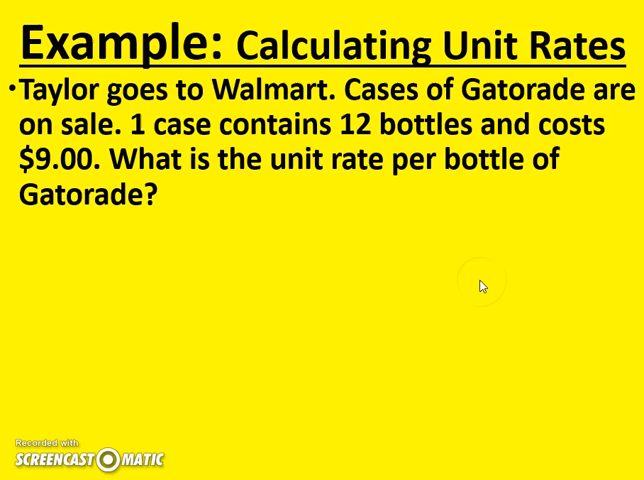 Example: Calculating Unit Rates
•Taylor goes to Walmart. Cases of Gatorade are
on sale. 1 case contains 12 bottles and costs
$9.00. What is the unit rate per bottle of
Gatorade?
Recorded with
SCREENCAST O MATIC